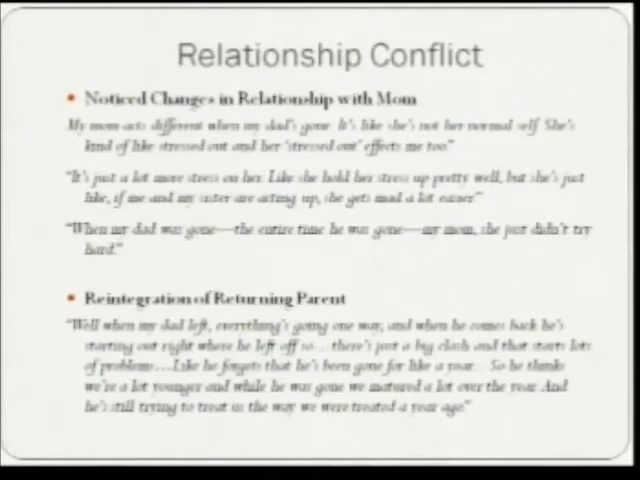 Relationship Conflict
• Noticed Changes in Relationship with Mom
My mom acts different when my dad's gone. It's like she's not her normal self. She's
kind of like stressed out and her 'stressed out' effects me too"
"It's just a lot more stress on her. Like she hold her stress up pretty well, but she's just
like, if me and my sister are acting up, she gets mad a lot easier"
"When my dad was gone—the entire time he was gone—my mom, she just didn't try
hard."
• Reintegration of Returning Parent
"Well when my dad left, everything's going one way, and when he comes back he's
starting out right where he left off so… there's just a big clash and that starts lots
of problems…Like he forgets that he's been gone for like a year… So he thinks
we're a lot younger and while he was gone we matured a lot over the year. And
he's still trying to treat us the way we were treated a year ago"